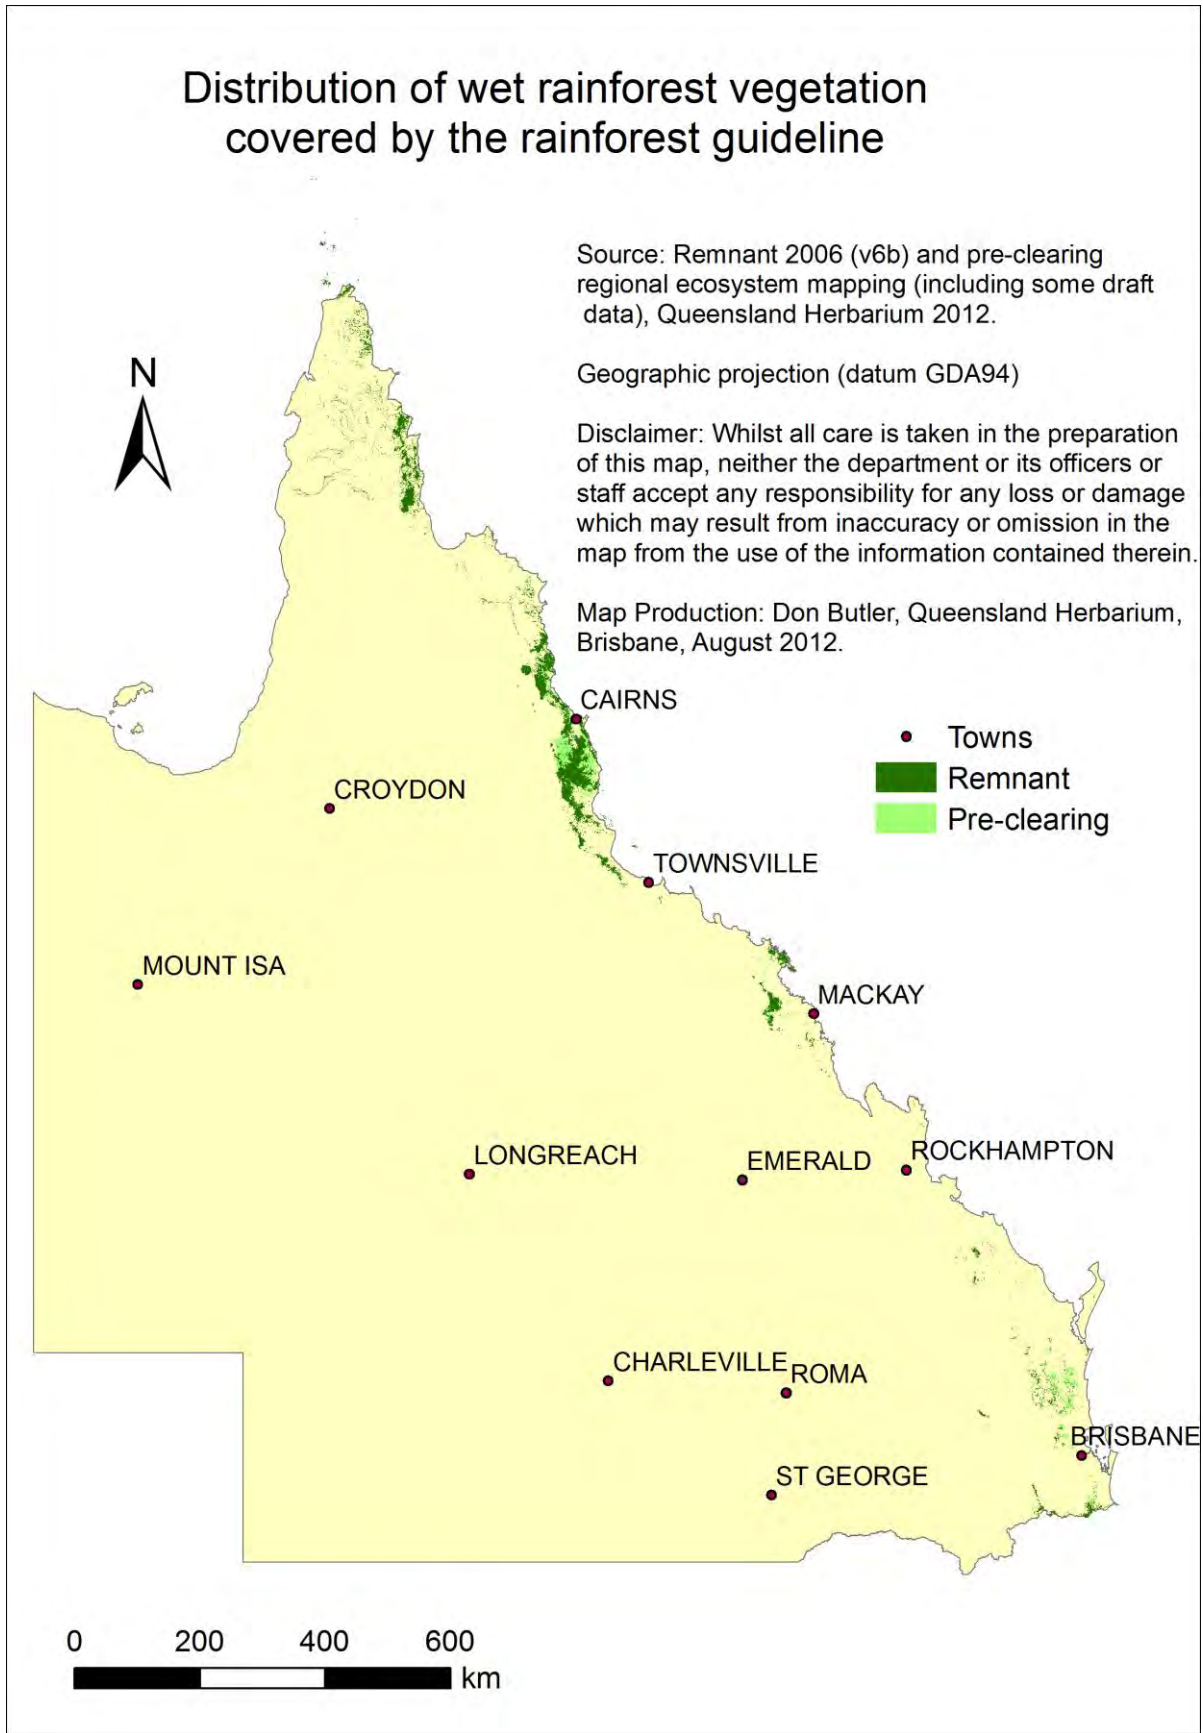 Distribution of wet rainforest vegetation
covered by the rainforest guideline
Source: Remnant 2006 (v6b) and pre-clearing
regional ecosystem mapping (including some draft
data), Queensland Herbarium 2012.
Geographic projection (datum GDA94)
Disclaimer: Whilst all care is taken in the preparation
of this map, neither the department or its officers or
staff accept any responsibility for any loss or damage
which may result from inaccuracy or omission in the
map from the use of the information contained therein.
Map Production: Don Butler, Queensland Herbarium,
Brisbane, August 2012.
N
CAIRNS
Towns
Remnant
Pre-clearing
CROYDON
TOWNSVILLE
MOUNT ISA
MACKAY
LONGREACH
EMERALD
ROCKHAMPTON
CHARLEVILLE
ROMA
BRISBANE
ST GEORGE
0 200 400 600
km